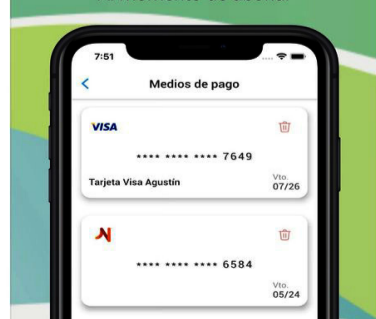 7:51
Medios de pago
VISA
**** **** **** 7649
Tarjeta Visa Agustín
Vto.
07/26
**** **** **** 6584
Vto.
05/24